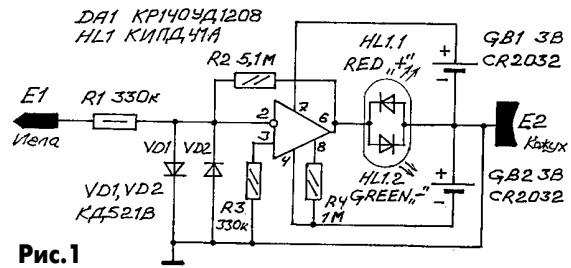 DA1 КР140УД1208
HL1 КИПД41А
R2 5,1М
HL1.1
RED „+"
GB1 3В
CR2032
E1
R1 330к
Игла
2
3
7
6
4
8
VD1
VD2
E2
Кожух
VD1, VD2
КД521В
R3
330к
R4
1М
HL1.2
GREEN „-"
GB2 3В
CR2032
+
−
+
−
Рис.1